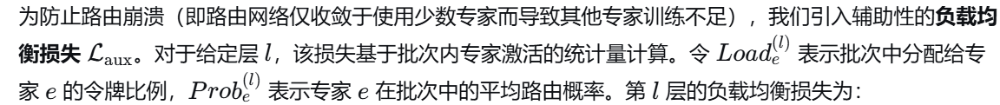 为防止路由崩溃（即路由网络仅收敛于使用少数专家而导致其他专家训练不足），我们引入辅助性的负载均
衡损失 $\mathcal{L}_{\mathrm{aux}}$。对于给定层 $l$，该损失基于批次内专家激活的统计量计算。令 $Load_e^{(l)}$ 表示批次中分配给专
家 $e$ 的令牌比例，$Prob_e^{(l)}$ 表示专家 $e$ 在批次中的平均路由概率。第 $l$ 层的负载均衡损失为：